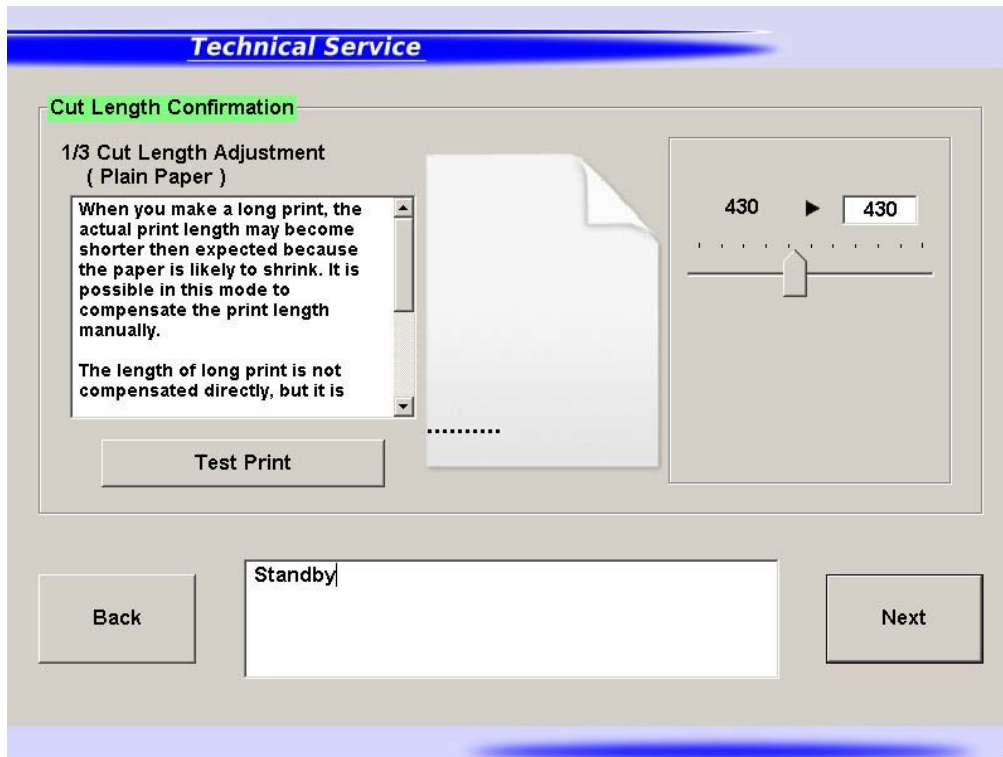 Technical Service
Cut Length Confirmation
1/3 Cut Length Adjustment
( Plain Paper )
When you make a long print, the
actual print length may become
shorter then expected because
the paper is likely to shrink. It is
possible in this mode to
compensate the print length
manually.
The length of long print is not
compensated directly, but it is
Test Print
430 ► 430
Back
Standby
Next